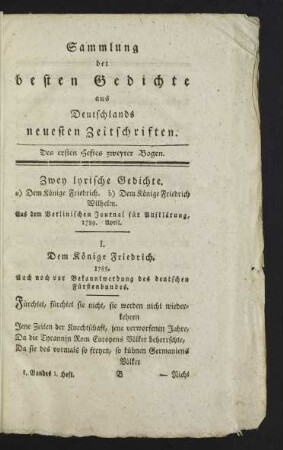 Sammlung
der
besten Gedichte
aus
Deutschlands
neuesten Zeitschriften.
Des ersten Heftes zweyter Bogen.
Zwey lyrische Gedichte.
a) Dem Könige Friedrich. b) Dem Könige Friedrich
Wilhelm.
Aus dem Berlinischen Journal für Aufklärung,
1789. April.
I.
Dem Könige Friedrich.
1785.
Auch noch vor Bekanntwerdung des deutschen
Fürstenbundes.
Fürchtet, fürchtet sie nicht, sie werden nicht wieder-
kehren
Jene Zeiten der Knechtschaft, jene verworfenen Jahre,
Da die Tyrannin Rom Europens Völker beherrschte,
Da sie des vormals so freyen, so kühnen Germaniens
Völker
1. Bandes 1. Heft. B — Nichs